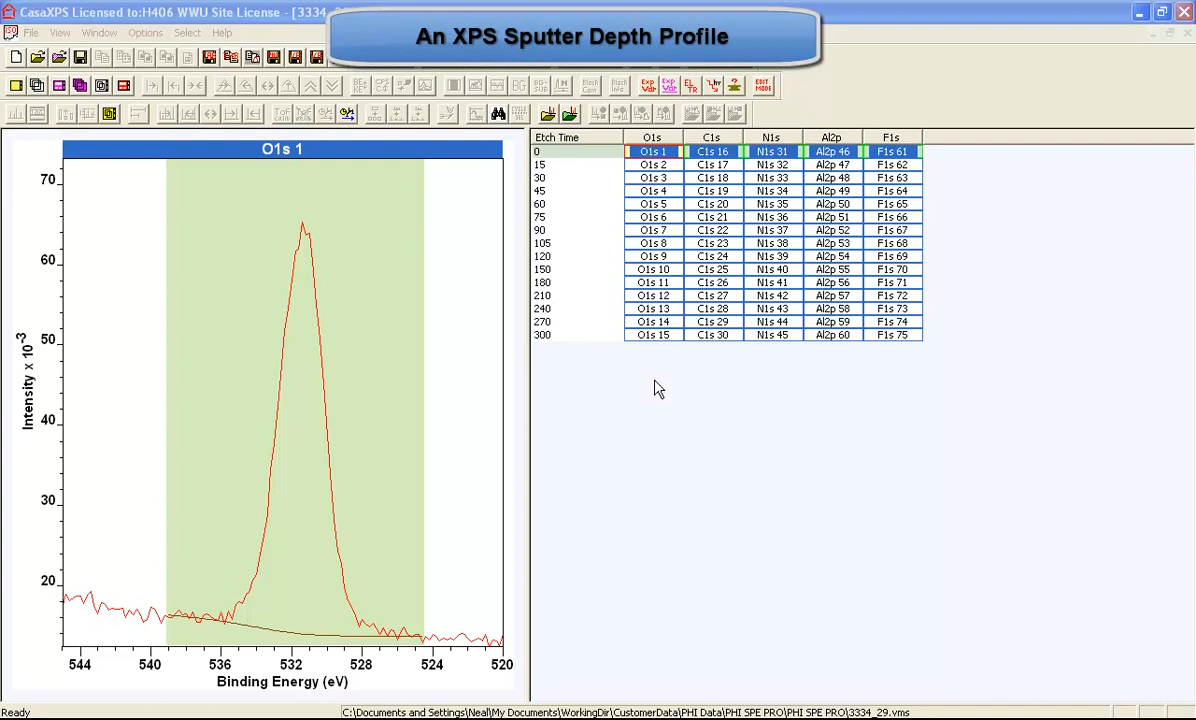 CasaXPS Licensed to:H406 WWU Site License - [3334_2
An XPS Sputter Depth Profile
ISO File View Window Options Select Help
Exp Var Exp Var EL TR EDIT MODE
Etch Time O1s C1s N1s Al2p F1s
0 O1s 1 C1s 16 N1s 31 Al2p 46 F1s 61
15 O1s 2 C1s 17 N1s 32 Al2p 47 F1s 62
30 O1s 3 C1s 18 N1s 33 Al2p 48 F1s 63
45 O1s 4 C1s 19 N1s 34 Al2p 49 F1s 64
60 O1s 5 C1s 20 N1s 35 Al2p 50 F1s 65
75 O1s 6 C1s 21 N1s 36 Al2p 51 F1s 66
90 O1s 7 C1s 22 N1s 37 Al2p 52 F1s 67
105 O1s 8 C1s 23 N1s 38 Al2p 53 F1s 68
120 O1s 9 C1s 24 N1s 39 Al2p 54 F1s 69
150 O1s 10 C1s 25 N1s 40 Al2p 55 F1s 70
180 O1s 11 C1s 26 N1s 41 Al2p 56 F1s 71
210 O1s 12 C1s 27 N1s 42 Al2p 57 F1s 72
240 O1s 13 C1s 28 N1s 43 Al2p 58 F1s 73
270 O1s 14 C1s 29 N1s 44 Al2p 59 F1s 74
300 O1s 15 C1s 30 N1s 45 Al2p 60 F1s 75
O1s 1
70
60
50
40
30
20
Intensity x 10-3
544 540 536 532 528 524 520
Binding Energy (eV)
Ready
C:\Documents and Settings\Neal\My Documents\WorkingDir\CustomerData\PHI Data\PHI SPE PRO\PHI SPE PRO\3334_29.vms